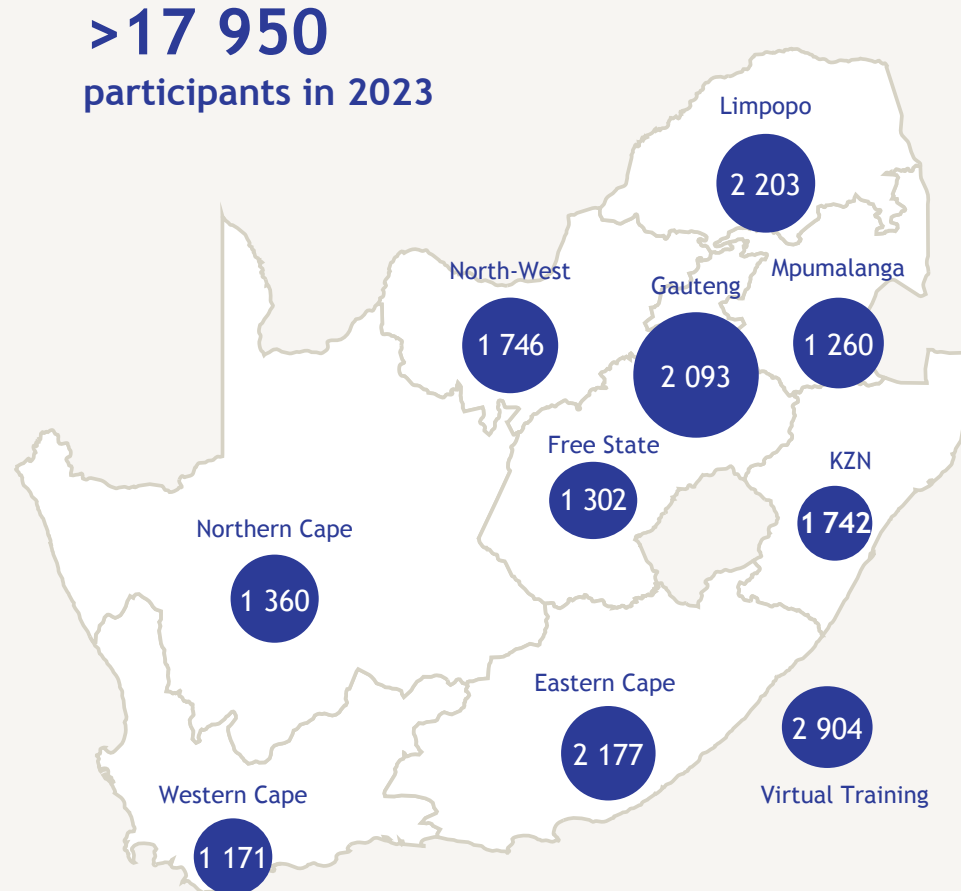 >17 950
participants in 2023
Limpopo
2 203
North-West
1 746
Gauteng
2 093
Mpumalanga
1 260
Free State
1 302
KZN
1 742
Northern Cape
1 360
Eastern Cape
2 177
2 904
Virtual Training
Western Cape
1 171